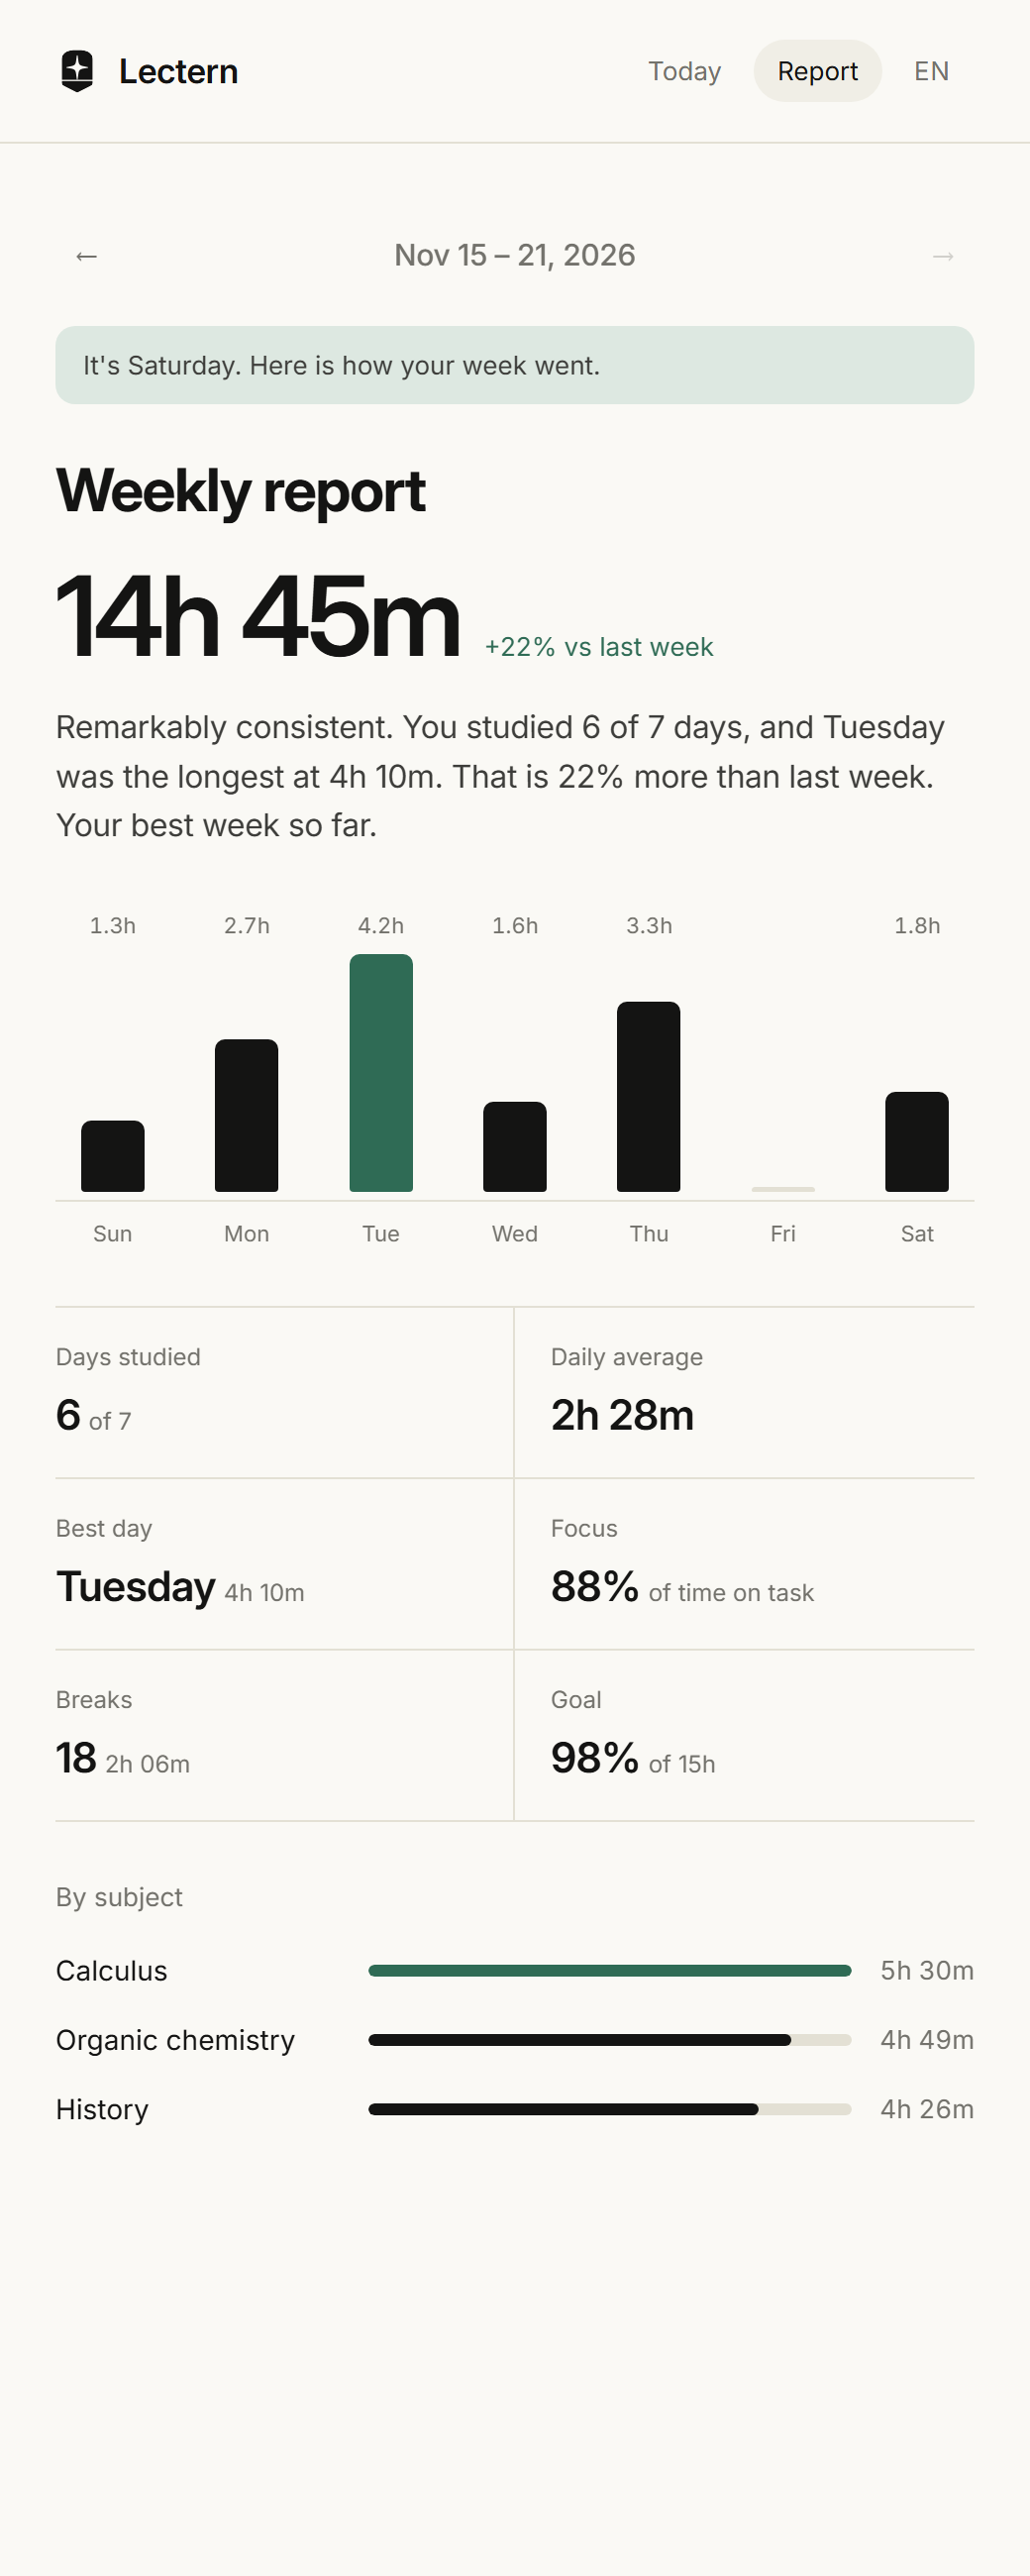 Lectern
Today
Report
EN
←
Nov 15 – 21, 2026
→
It's Saturday. Here is how your week went.
Weekly report
14h 45m +22% vs last week
Remarkably consistent. You studied 6 of 7 days, and Tuesday
was the longest at 4h 10m. That is 22% more than last week.
Your best week so far.
1.3h 2.7h 4.2h 1.6h 3.3h 1.8h
Sun Mon Tue Wed Thu Fri Sat
Days studied
6 of 7
Daily average
2h 28m
Best day
Tuesday 4h 10m
Focus
88% of time on task
Breaks
18 2h 06m
Goal
98% of 15h
By subject
Calculus 5h 30m
Organic chemistry 4h 49m
History 4h 26m